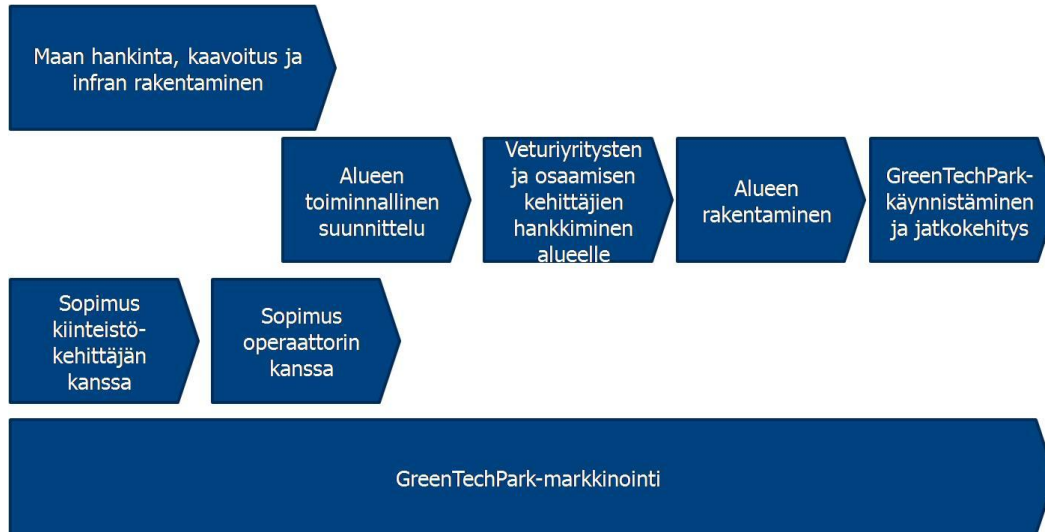 Maan hankinta, kaavoitus ja
infran rakentaminen
Alueen
toiminnallinen
suunnittelu
Veturiyritysten
ja osaamisen
kehittäjien
hankkiminen
alueelle
Alueen
rakentaminen
GreenTechPark-
käynnistäminen
ja jatkokehitys
Sopimus
kiinteistö-
kehittäjän
kanssa
Sopimus
operaattorin
kanssa
GreenTechPark-markkinointi